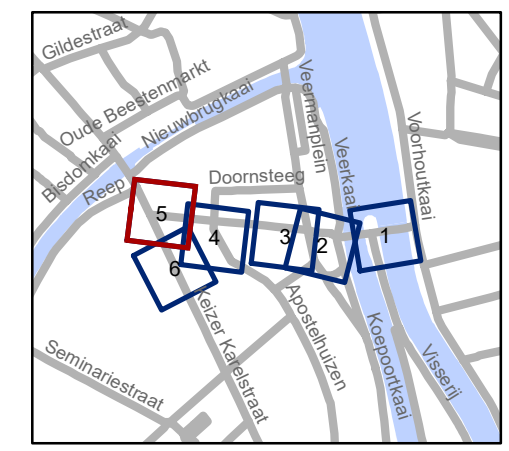 Gildestraat
Oude Beestenmarkt
Nieuwbrugkaai
Bisdomkaai
Reep
Doornsteeg
Veermanplein
Veerkaai
Voorhoutkaai
5
4
3
2
1
6
Keizer Karelstraat
Apostelhuizen
Koepoortkaai
Visserij
Seminariestraat